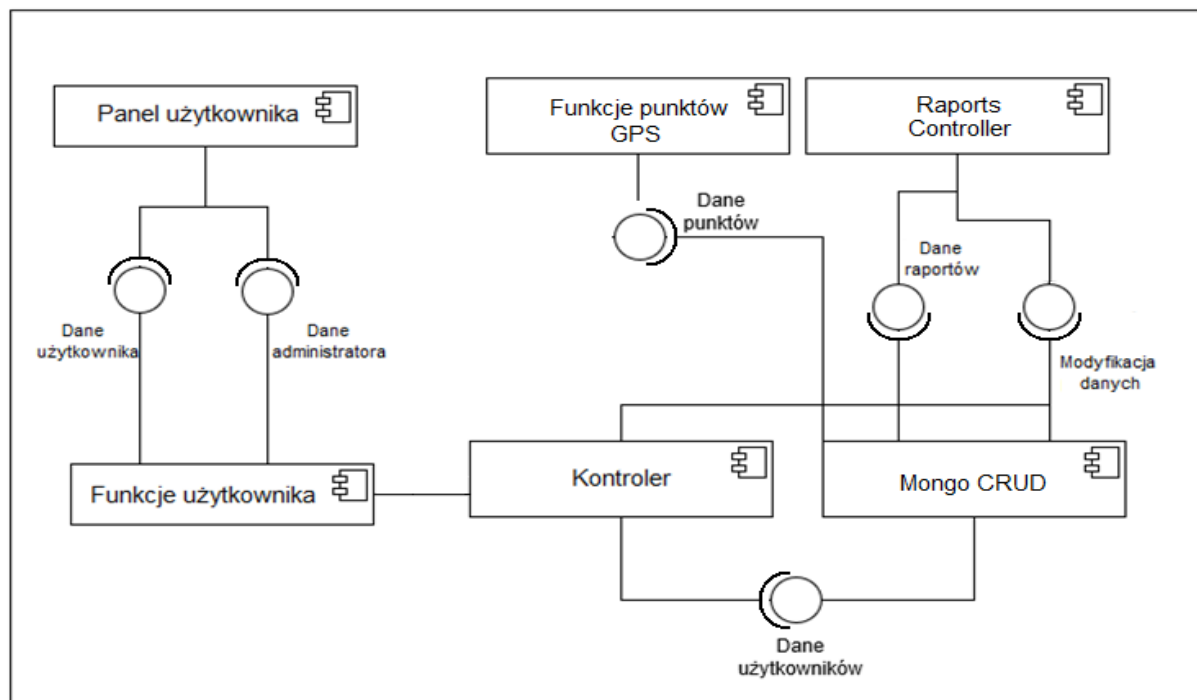 Panel użytkownika
Funkcje punktów
GPS
Raports
Controller
Dane
punktów
Dane
raportów
Dane
użytkownika
Dane
administratora
Modyfikacja
danych
Funkcje użytkownika
Kontroler
Mongo CRUD
Dane
użytkowników